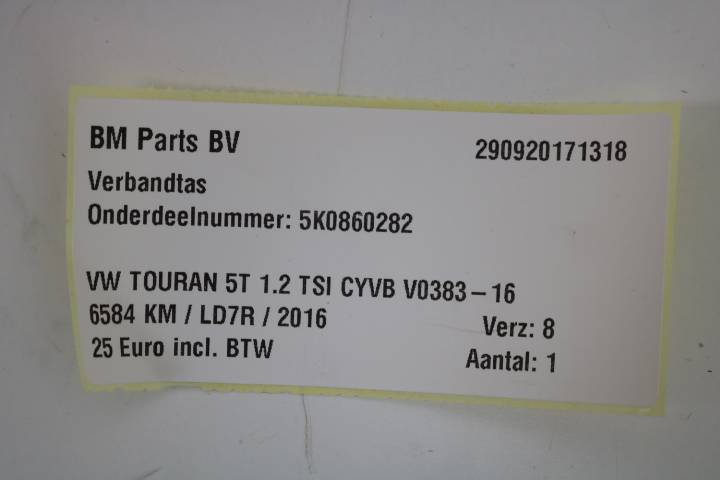 BM Parts BV 290920171318
Verbandtas
Onderdeelnummer: 5K0860282
VW TOURAN 5T 1.2 TSI CYVB V0383-16
6584 KM / LD7R / 2016 Verz: 8
25 Euro incl. BTW Aantal: 1